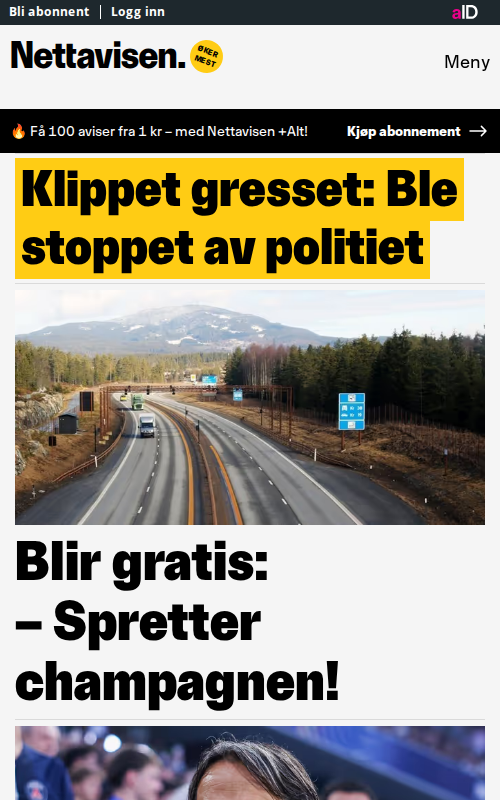 Bli abonnent
Logg inn
aID
Nettavisen.
ØKER
MEST
Meny
🔥 Få 100 aviser fra 1 kr – med Nettavisen +Alt!
Kjøp abonnement →
Klippet gresset: Ble
stoppet av politiet
Blir gratis:
– Spretter
champagnen!